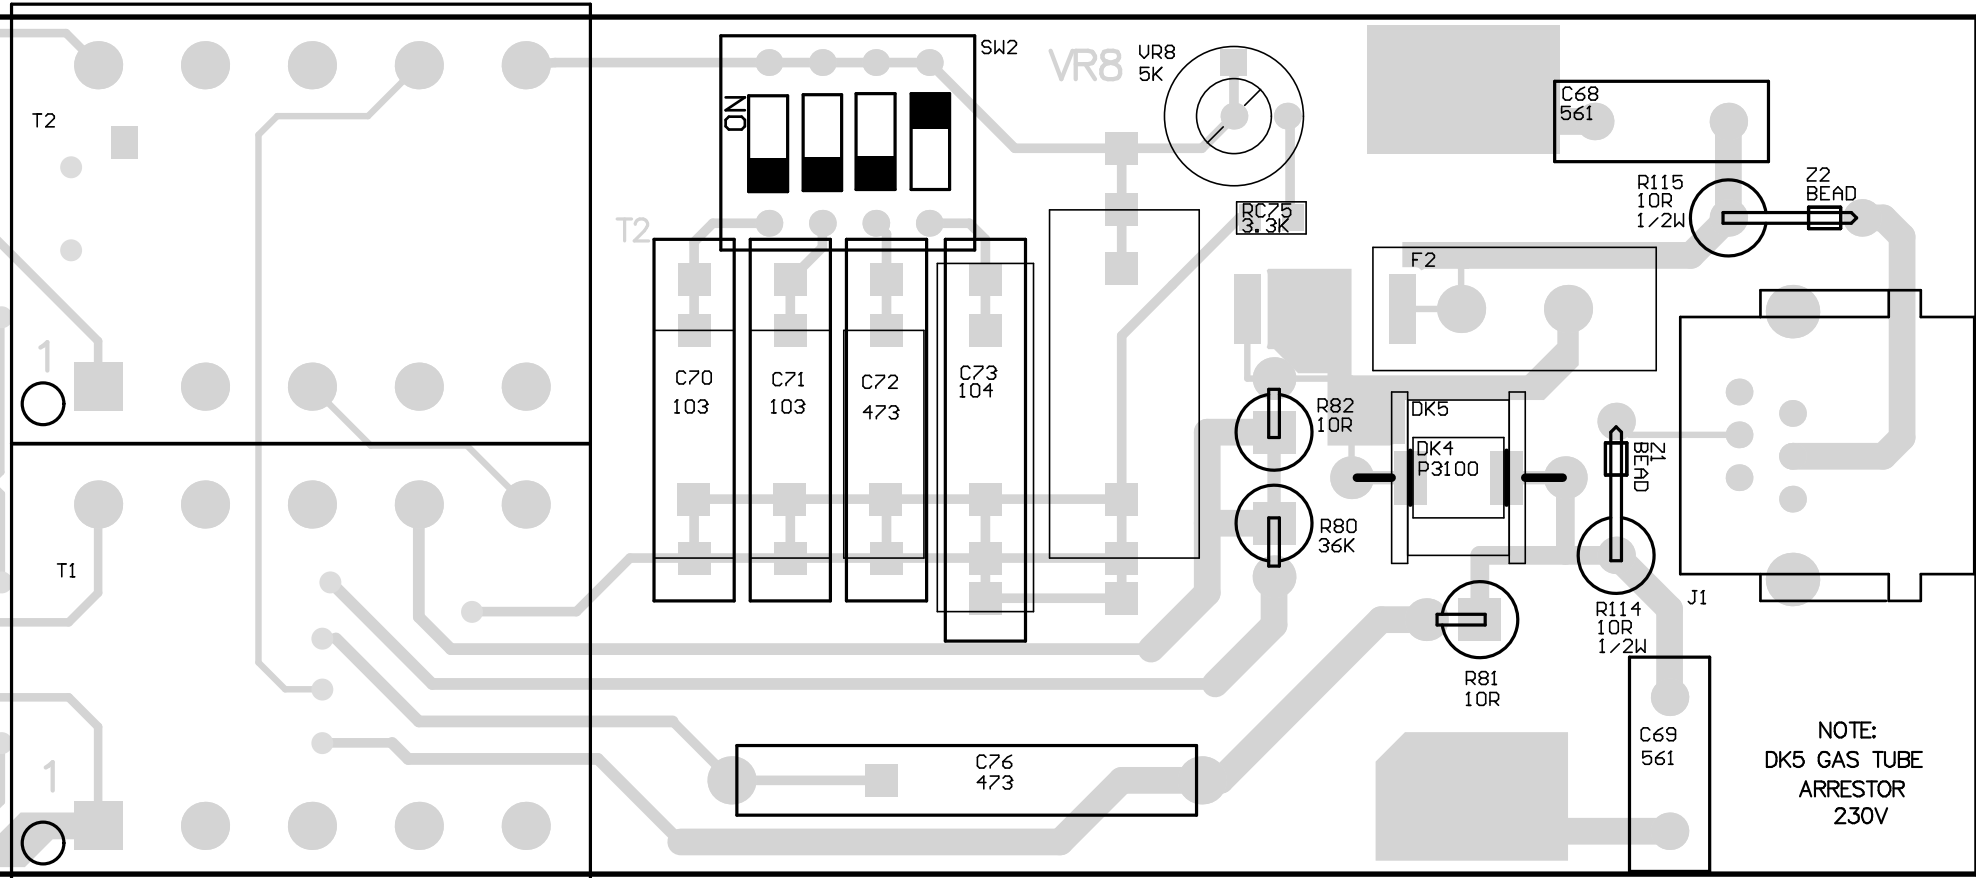 SW2
VR8
VR8
5K
C68
561
T2
ON
Z2
BEAD
R115
10R
1/2W
RC75
3.3K
T2
F2
1
C70
103
C71
103
C72
473
C73
104
R82
10R
DK5
DK4
P3100
Z1
BEAD
R80
36K
T1
J1
R114
10R
1/2W
R81
10R
1
C76
473
C69
561
NOTE:
DK5 GAS TUBE
ARRESTOR
230V